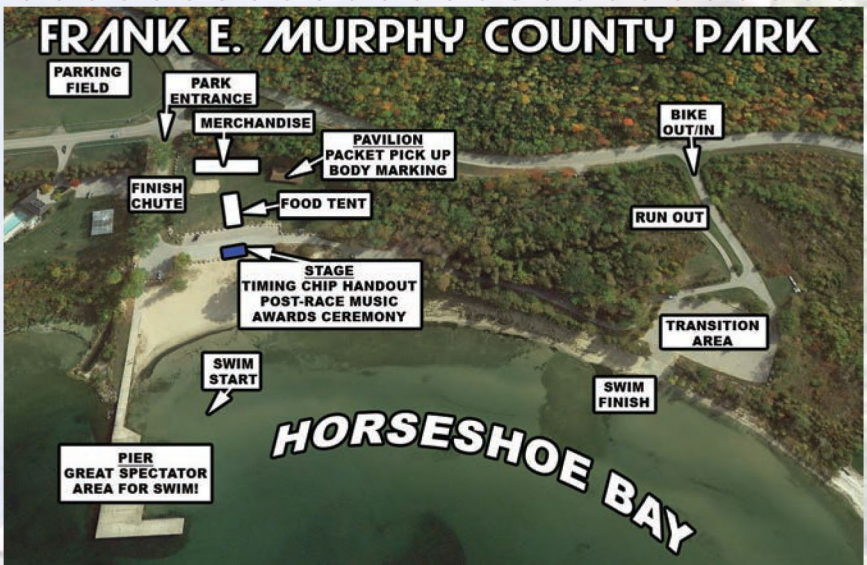 FRANK E. MURPHY COUNTY PARK
PARKING
FIELD
PARK
ENTRANCE
MERCHANDISE
PAVILION
PACKET PICK UP
BODY MARKING
BIKE
OUT/IN
FINISH
CHUTE
FOOD TENT
RUN OUT
STAGE
TIMING CHIP HANDOUT
POST-RACE MUSIC
AWARDS CEREMONY
TRANSITION
AREA
SWIM
START
SWIM
FINISH
HORSESHOE BAY
PIER
GREAT SPECTATOR
AREA FOR SWIM!